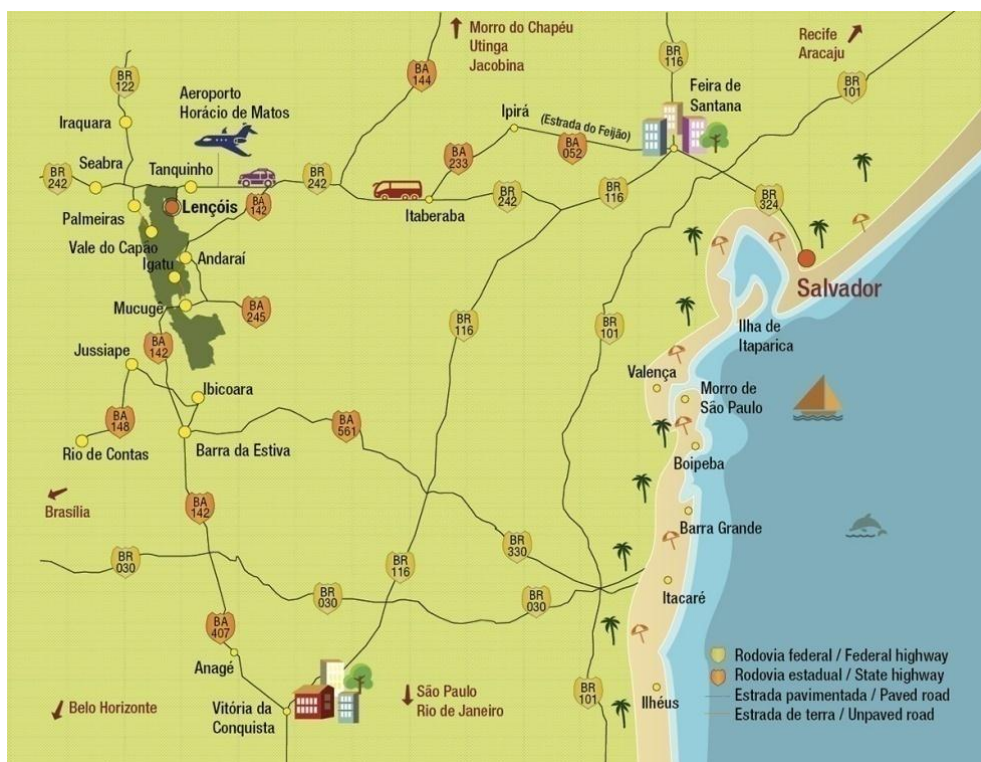 Morro do Chapéu
Utinga
Jacobina
Recife
Aracaju
BR
116
BR
101
BA
144
BR
122
Aeroporto
Horácio de Matos
Feira de
Santana
Ipirá
(Estrada do Feijão)
Iraquara
BA
233
BA
052
Seabra
Tanquinho
BR
242
BR
242
BR
242
BR
116
BR
324
BA
142
Itaberaba
Palmeiras
Lençóis
Vale do Capão
Igatu
Andaraí
Salvador
Mucugê
BA
245
BR
116
BR
101
Ilha de
Itaparica
BA
142
Jussiape
Valença
Morro de
São Paulo
Ibicoara
BA
148
BA
561
Rio de Contas
Barra da Estiva
Boipeba
Brasília
BA
142
Barra Grande
BR
030
BR
116
BR
330
BR
030
BR
030
Itacaré
BA
407
Anagé
Rodovia federal / Federal highway
Rodovia estadual / State highway
Estrada pavimentada / Paved road
Estrada de terra / Unpaved road
Belo Horizonte
Vitória da
Conquista
São Paulo
Rio de Janeiro
BR
101
Ilhéus